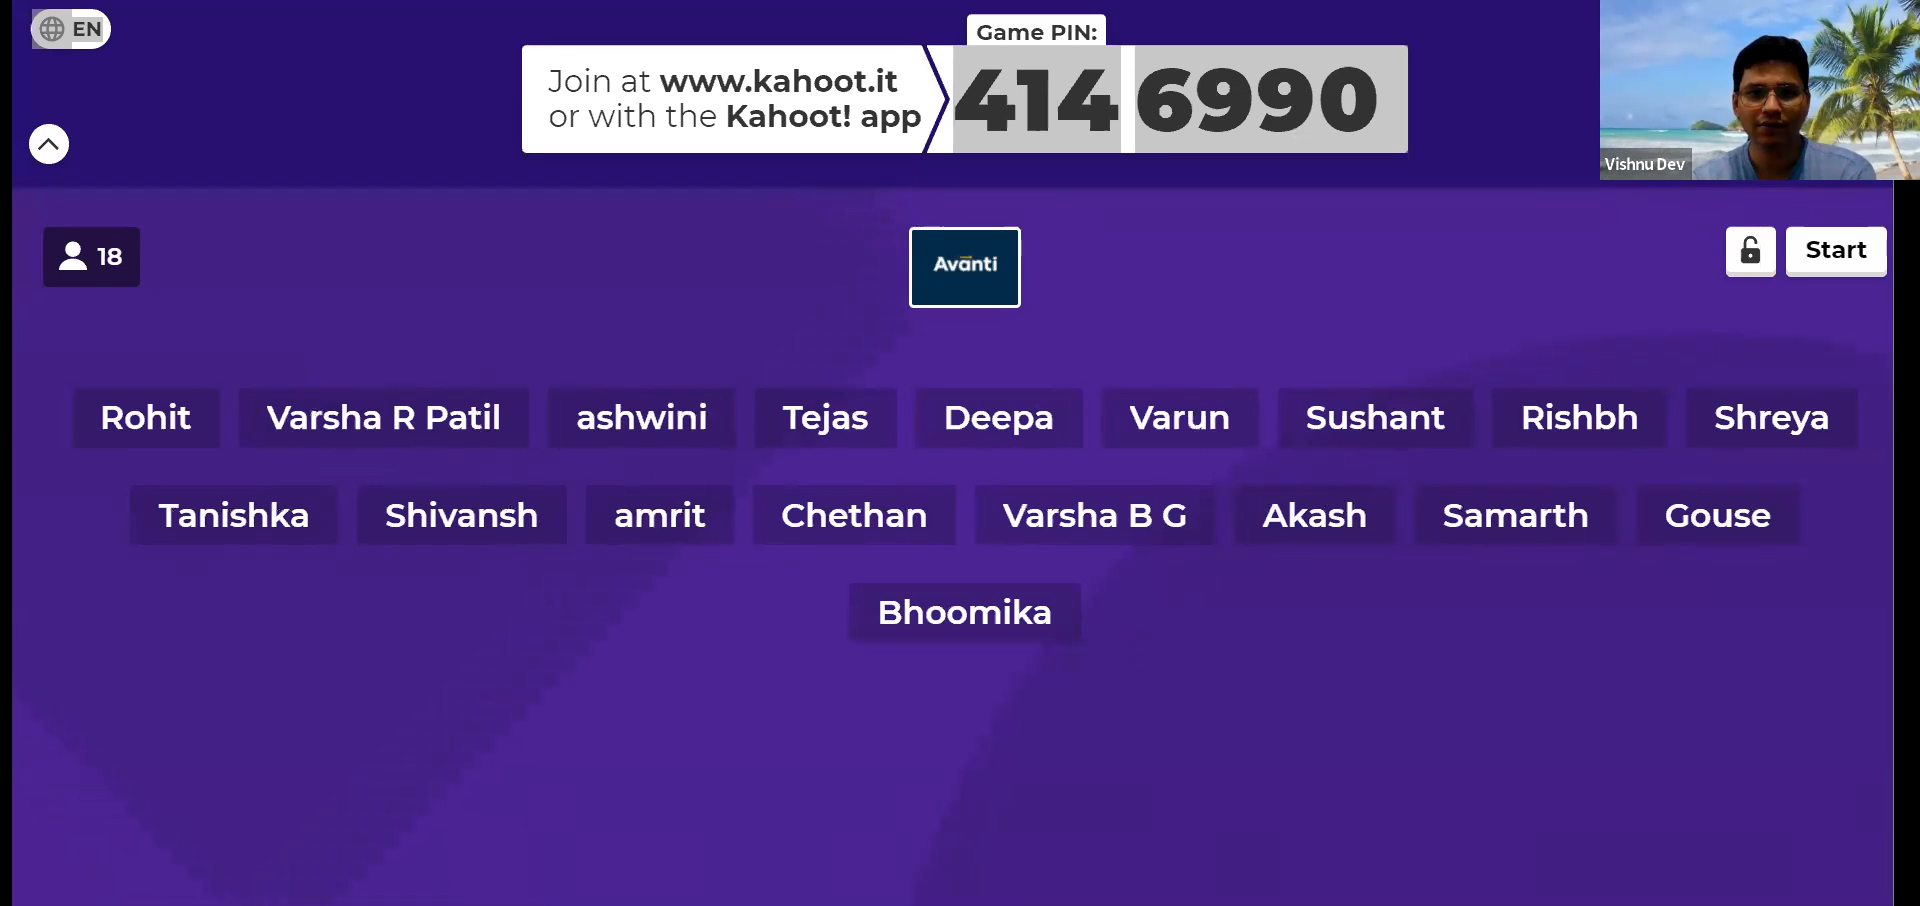 EN
Game PIN:
Join at www.kahoot.it
or with the Kahoot! app
414 6990
Vishnu Dev
18
Avanti
Start
Rohit Varsha R Patil ashwini Tejas Deepa Varun Sushant Rishbh Shreya
Tanishka Shivansh amrit Chethan Varsha B G Akash Samarth Gouse
Bhoomika